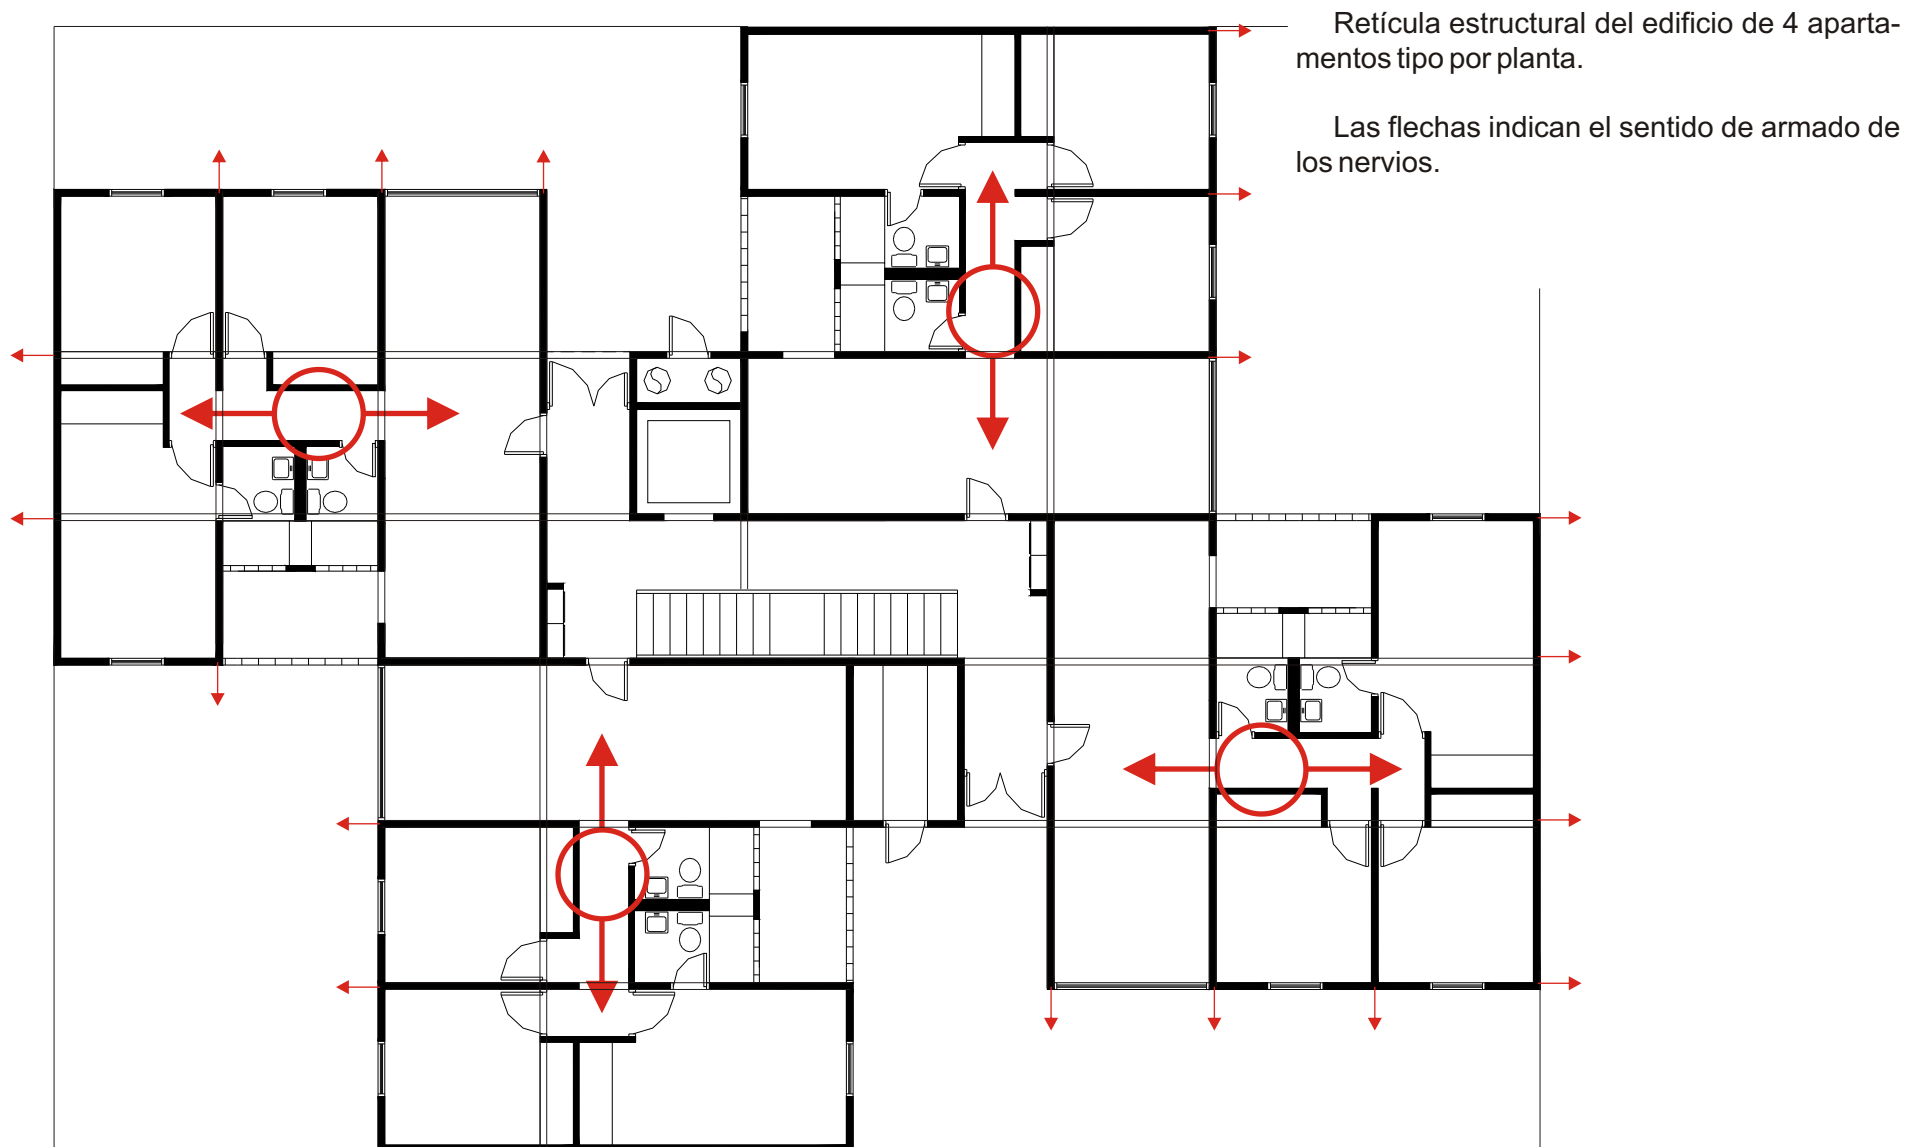 Retícula estructural del edificio de 4 aparta-
mentos tipo por planta.
Las flechas indican el sentido de armado de
los nervios.